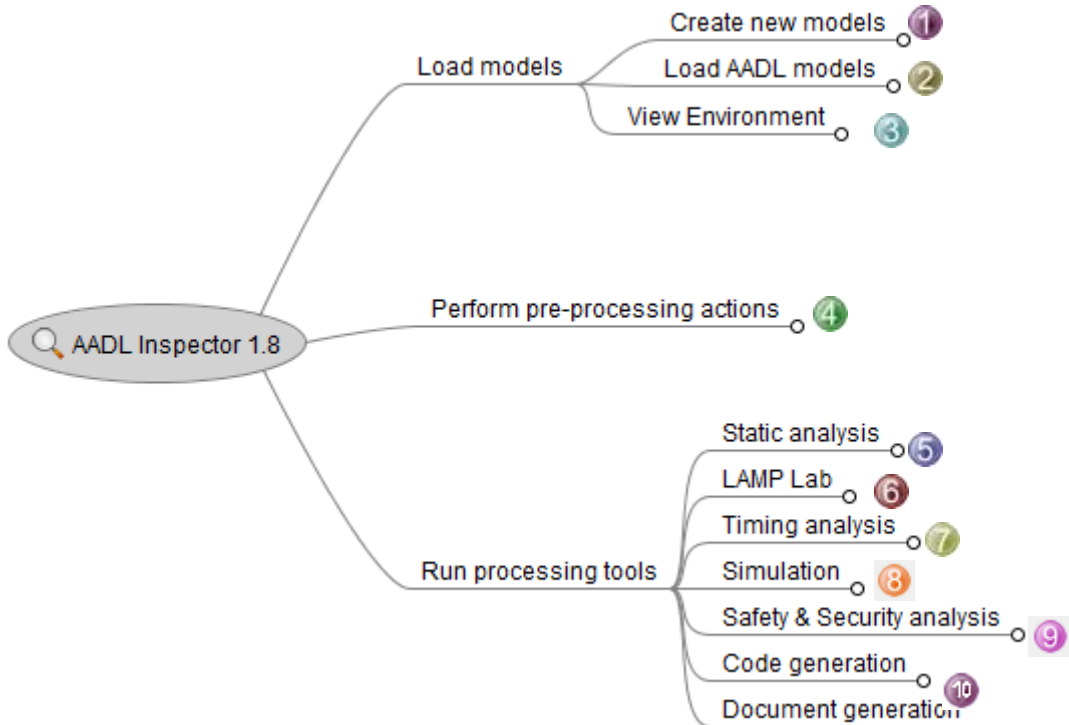 Create new models 1
Load models
Load AADL models 2
View Environment 3
Perform pre-processing actions 4
AADL Inspector 1.8
Static analysis 5
LAMP Lab 6
Timing analysis 7
Run processing tools
Simulation 8
Safety & Security analysis 9
Code generation 10
Document generation